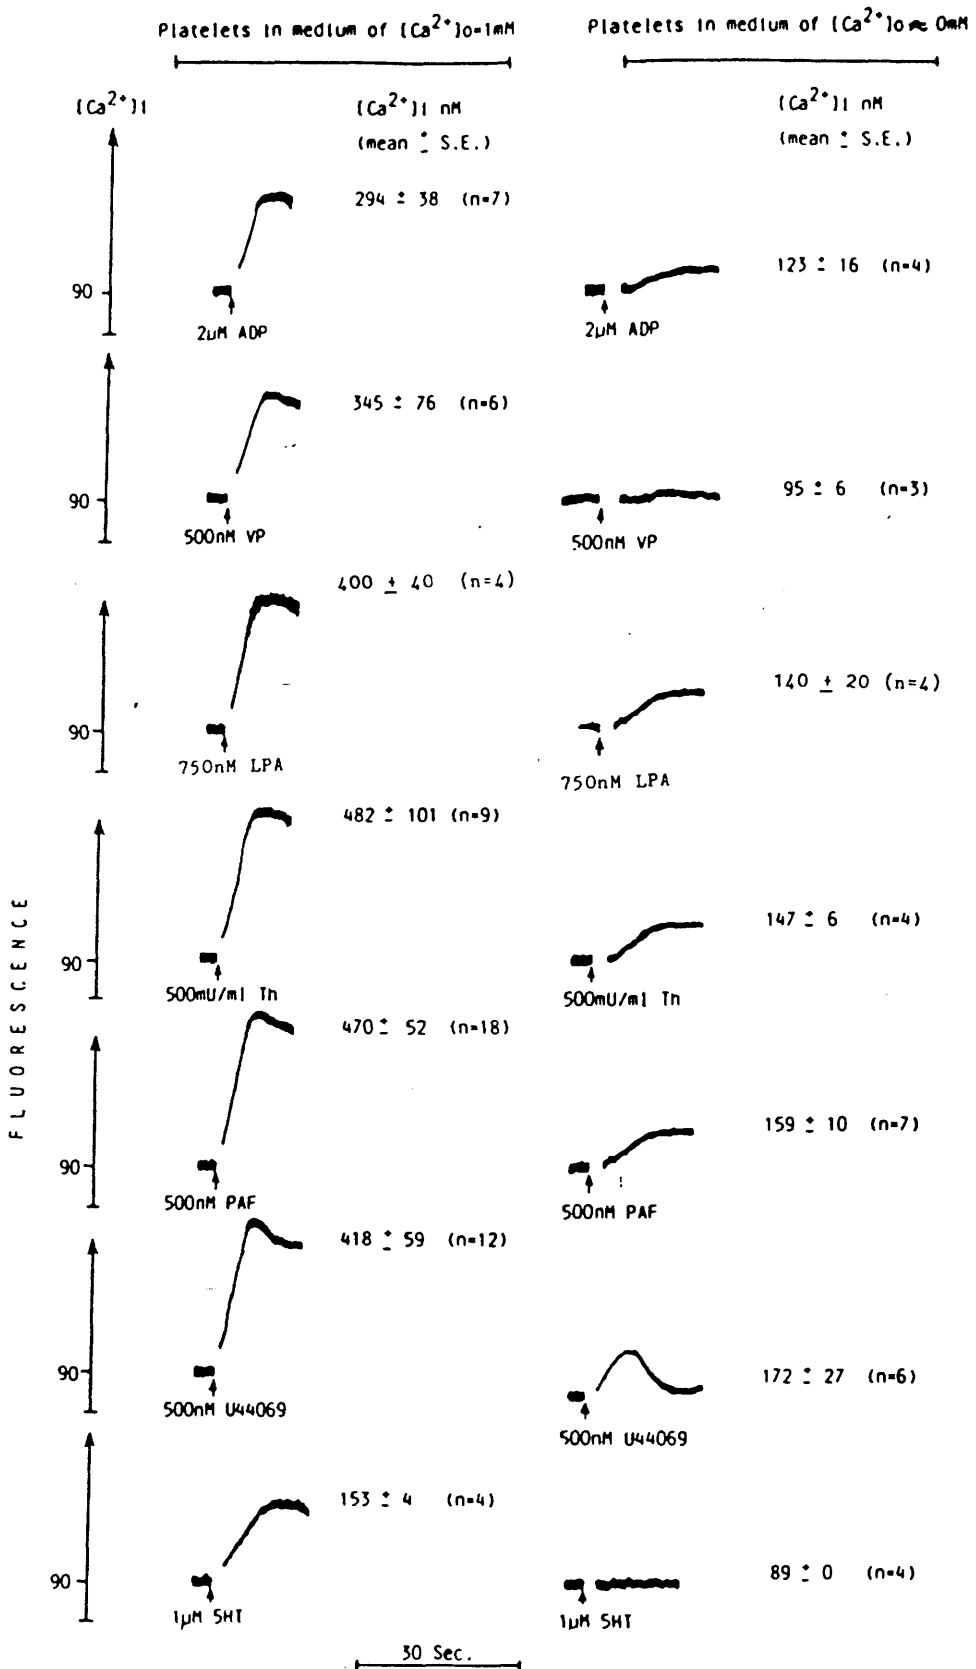 Platelets in medium of [Ca2+]o=1mM
Platelets in medium of [Ca2+]o≈0mM
[Ca2+]i
[Ca2+]i nM
(mean ± S.E.)
[Ca2+]i nM
(mean ± S.E.)
294 ± 38 (n=7)
123 ± 16 (n=4)
90
2µM ADP
2µM ADP
345 ± 76 (n=6)
95 ± 6 (n=3)
90
500nM VP
500nM VP
400 ± 40 (n=4)
140 ± 20 (n=4)
90
750nM LPA
750nM LPA
482 ± 101 (n=9)
147 ± 6 (n=4)
90
500mU/ml Th
500mU/ml Th
FLUORESCENCE
470 ± 52 (n=18)
159 ± 10 (n=7)
90
500nM PAF
500nM PAF
418 ± 59 (n=12)
172 ± 27 (n=6)
90
500nM U44069
500nM U44069
153 ± 4 (n=4)
89 ± 0 (n=4)
90
1µM 5HT
1µM 5HT
30 Sec.